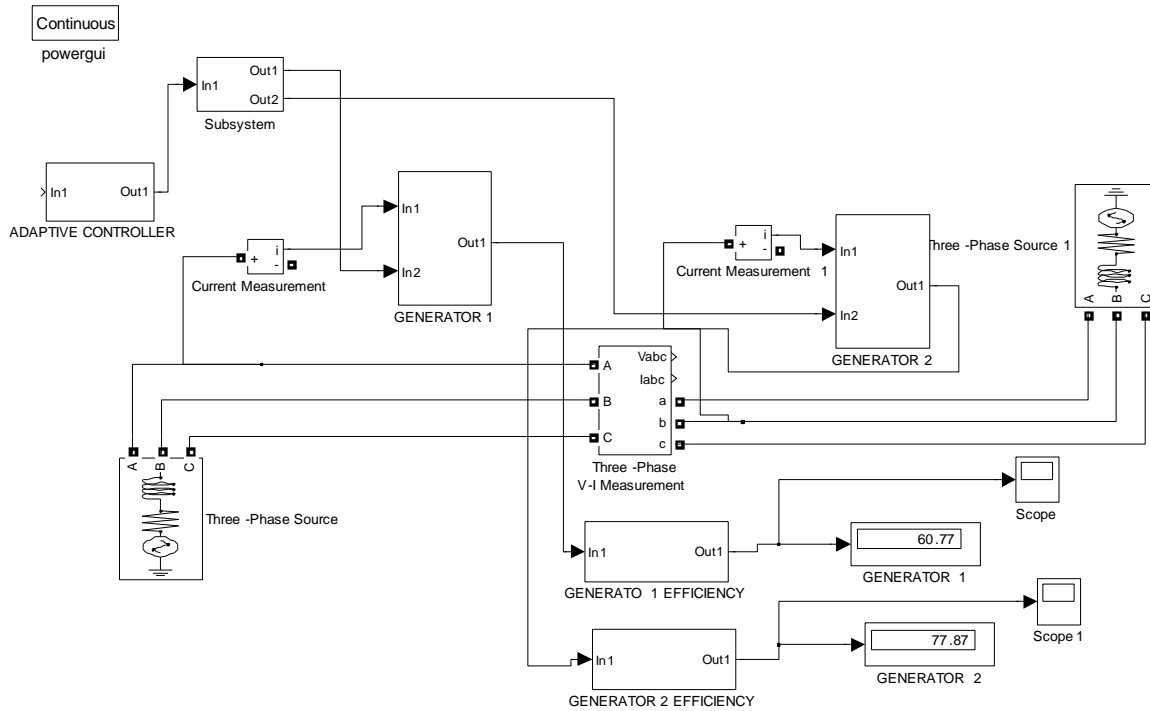 Continuous
powergui
In1
Out1
Out2
Subsystem
In1
Out1
ADAPTIVE CONTROLLER
+
i
-
Current Measurement
In1
In2
Out1
GENERATOR 1
+
i
-
Current Measurement 1
In1
In2
Out1
GENERATOR 2
Three -Phase Source 1
A
B
C
A
B
C
Vabc
Iabc
a
b
c
Three -Phase
V-I Measurement
A
B
C
Three -Phase Source
In1
Out1
GENERATO 1 EFFICIENCY
Scope
60.77
GENERATOR 1
In1
Out1
GENERATOR 2 EFFICIENCY
Scope 1
77.87
GENERATOR 2